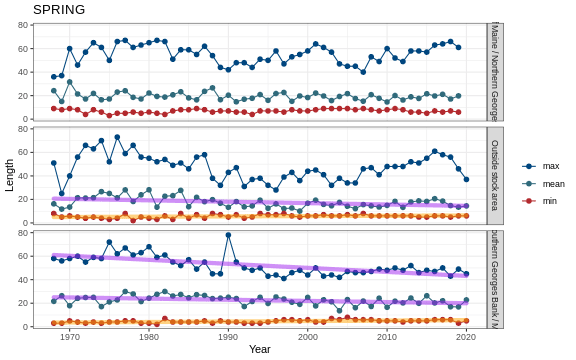 SPRING
80
60
40
20
0
Maine / Northern George
80
60
40
20
0
Outside stock area
80
60
40
20
0
uthern Georges Bank / M
1970
1980
1990
2000
2010
2020
Year
Length
max
mean
min